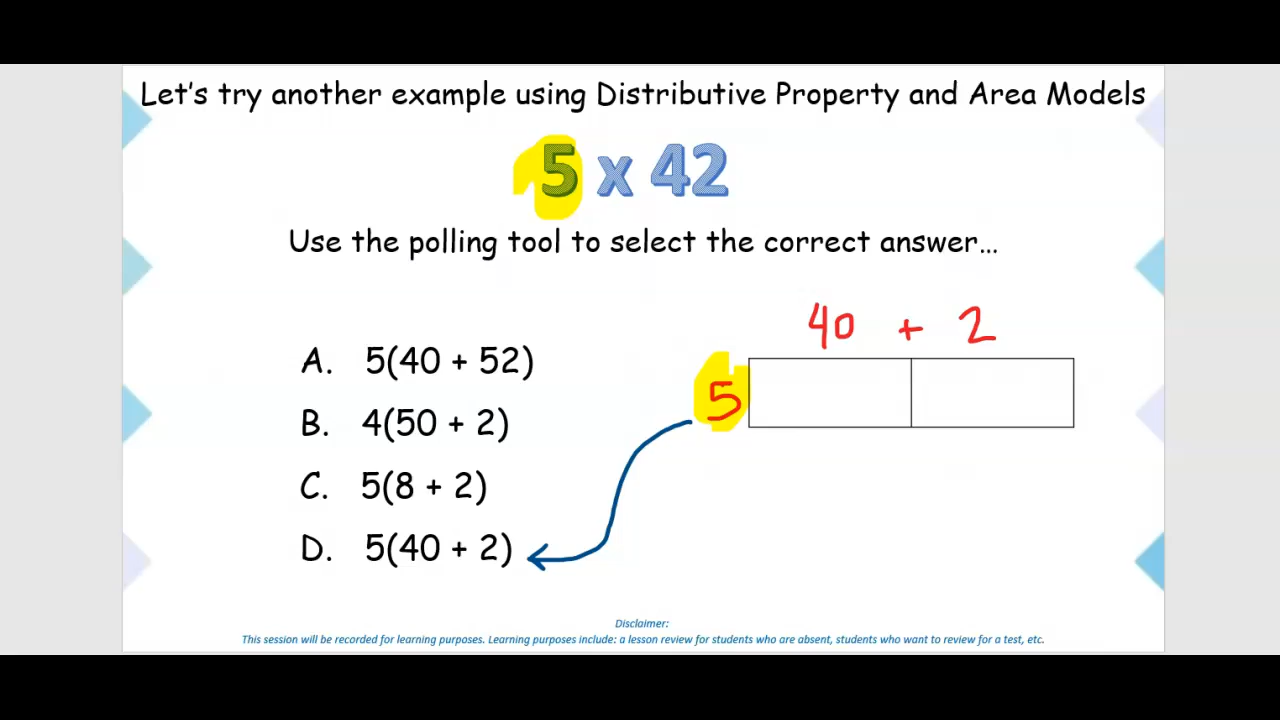 Let's try another example using Distributive Property and Area Models
5 x 42
Use the polling tool to select the correct answer...
40 + 2
5
A. 5(40 + 52)
B. 4(50 + 2)
C. 5(8 + 2)
D. 5(40 + 2)
Disclaimer:
This session will be recorded for learning purposes. Learning purposes include: a lesson review for students who are absent, students who want to review for a test, etc.